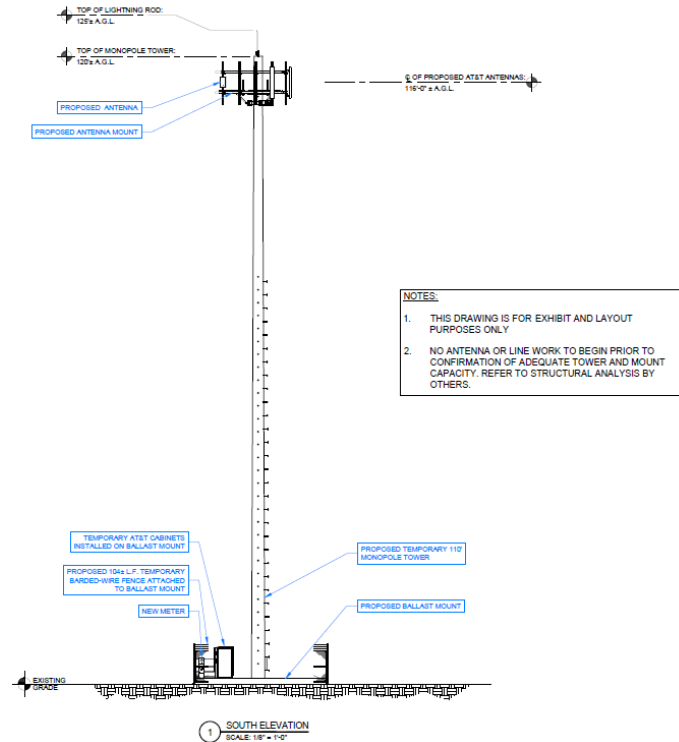 TOP OF LIGHTNING ROD:
125'± A.G.L.
TOP OF MONOPOLE TOWER:
120'± A.G.L.
℄ OF PROPOSED AT&T ANTENNAS:
116'-0" ± A.G.L.
PROPOSED ANTENNA
PROPOSED ANTENNA MOUNT
NOTES:
1. THIS DRAWING IS FOR EXHIBIT AND LAYOUT
PURPOSES ONLY
2. NO ANTENNA OR LINE WORK TO BEGIN PRIOR TO
CONFIRMATION OF ADEQUATE TOWER AND MOUNT
CAPACITY. REFER TO STRUCTURAL ANALYSIS BY
OTHERS.
TEMPORARY AT&T CABINETS
INSTALLED ON BALLAST MOUNT
PROPOSED TEMPORARY 110'
MONOPOLE TOWER
PROPOSED 104± L.F. TEMPORARY
BARDED-WIRE FENCE ATTACHED
TO BALLAST MOUNT
NEW METER
PROPOSED BALLAST MOUNT
EXISTING
GRADE
1 SOUTH ELEVATION
SCALE: 1/8" = 1'-0"